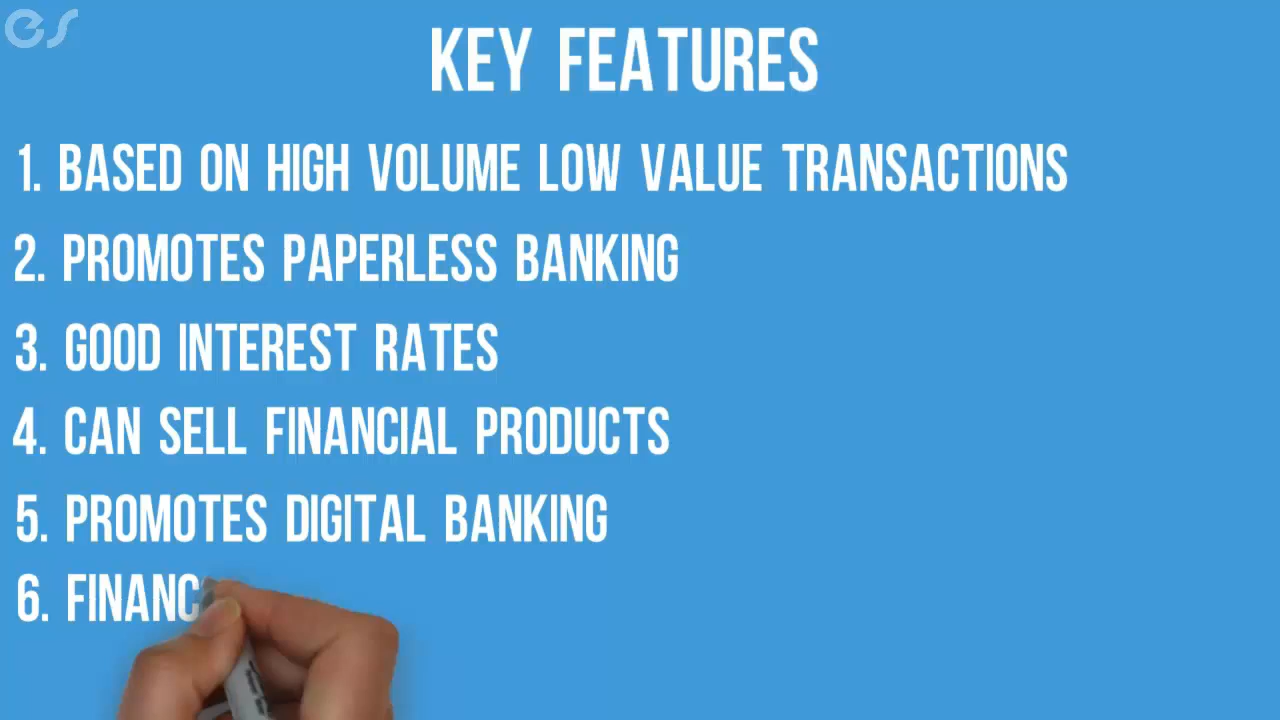 es
KEY FEATURES
1. BASED ON HIGH VOLUME LOW VALUE TRANSACTIONS
2. PROMOTES PAPERLESS BANKING
3. GOOD INTEREST RATES
4. CAN SELL FINANCIAL PRODUCTS
5. PROMOTES DIGITAL BANKING
6. FINANC